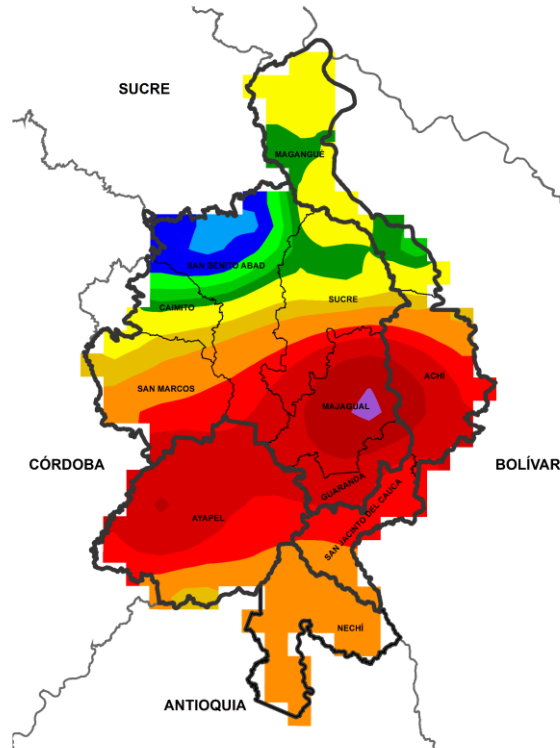 SUCRE
MAGANGUÉ
SAN BENITO ABAD
CAIMITO
SUCRE
ACHÍ
SAN MARCOS
MAJAGUAL
CÓRDOBA
BOLÍVAR
GUARANDA
AYAPEL
SAN JACINTO DEL CAUCA
NECHÍ
ANTIOQUIA